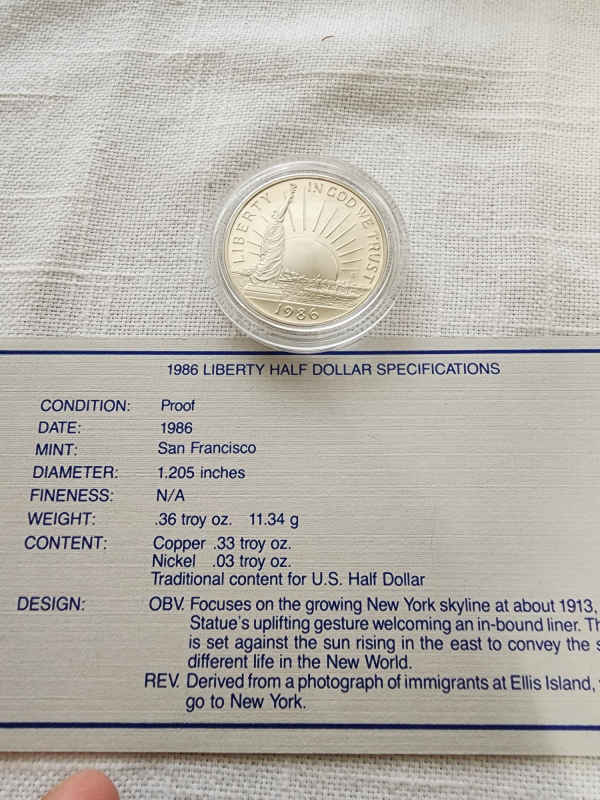 LIBERTY IN GOD WE TRUST
1986
1986 LIBERTY HALF DOLLAR SPECIFICATIONS
CONDITION: Proof
DATE: 1986
MINT: San Francisco
DIAMETER: 1.205 inches
FINENESS: N/A
WEIGHT: .36 troy oz. 11.34 g
CONTENT: Copper .33 troy oz.
Nickel .03 troy oz.
Traditional content for U.S. Half Dollar
DESIGN: OBV. Focuses on the growing New York skyline at about 1913,
Statue's uplifting gesture welcoming an in-bound liner.
is set against the sun rising in the east to convey the
different life in the New World.
REV. Derived from a photograph of immigrants at Ellis Island,
go to New York.